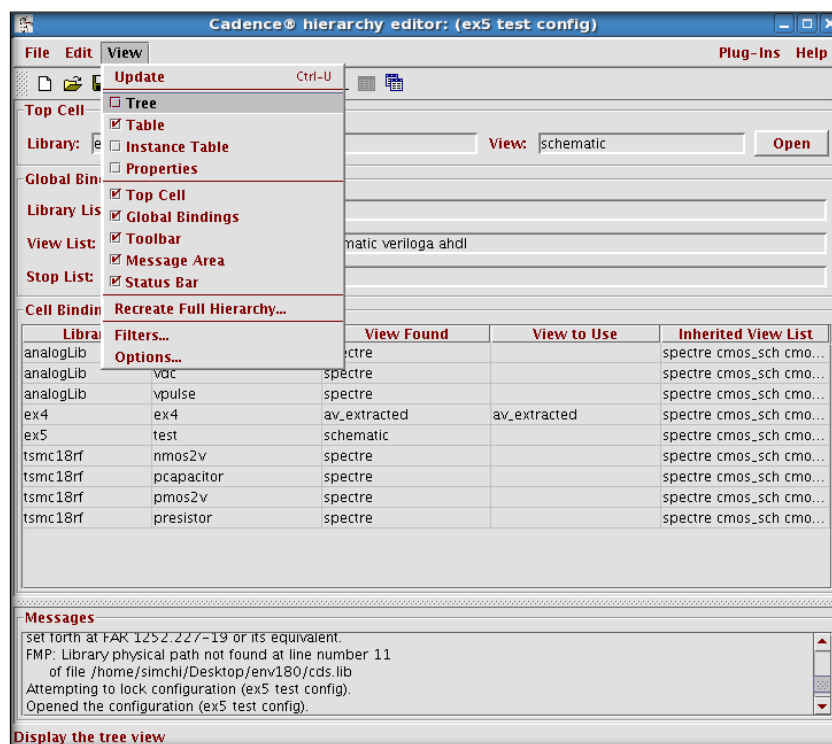 Cadence® hierarchy editor: (ex5 test config)
File Edit View Plug-Ins Help
Update Ctrl-U
Tree
Table
Instance Table
Properties
Top Cell
Global Bindings
Toolbar
Message Area
Status Bar
Recreate Full Hierarchy...
Filters...
Options...
Top Cell
Library: e View: schematic Open
Global Bin
Library Lis
View List: matic veriloga ahdl
Stop List:
Cell Bindin
Librar View Found View to Use Inherited View List
analogLib spectre cmos_sch cmo...
analogLib vdc spectre spectre cmos_sch cmo...
analogLib vpulse spectre spectre cmos_sch cmo...
ex4 ex4 av_extracted av_extracted spectre cmos_sch cmo...
ex5 test schematic spectre cmos_sch cmo...
tsmc18rf nmos2v spectre spectre cmos_sch cmo...
tsmc18rf pcapacitor spectre spectre cmos_sch cmo...
tsmc18rf pmos2v spectre spectre cmos_sch cmo...
tsmc18rf presistor spectre spectre cmos_sch cmo...
Messages
set forth at FAR 1252.227-19 or its equivalent.
FMP: Library physical path not found at line number 11
of file /home/simchi/Desktop/env180/cds.lib
Attempting to lock configuration (ex5 test config).
Opened the configuration (ex5 test config).
Display the tree view